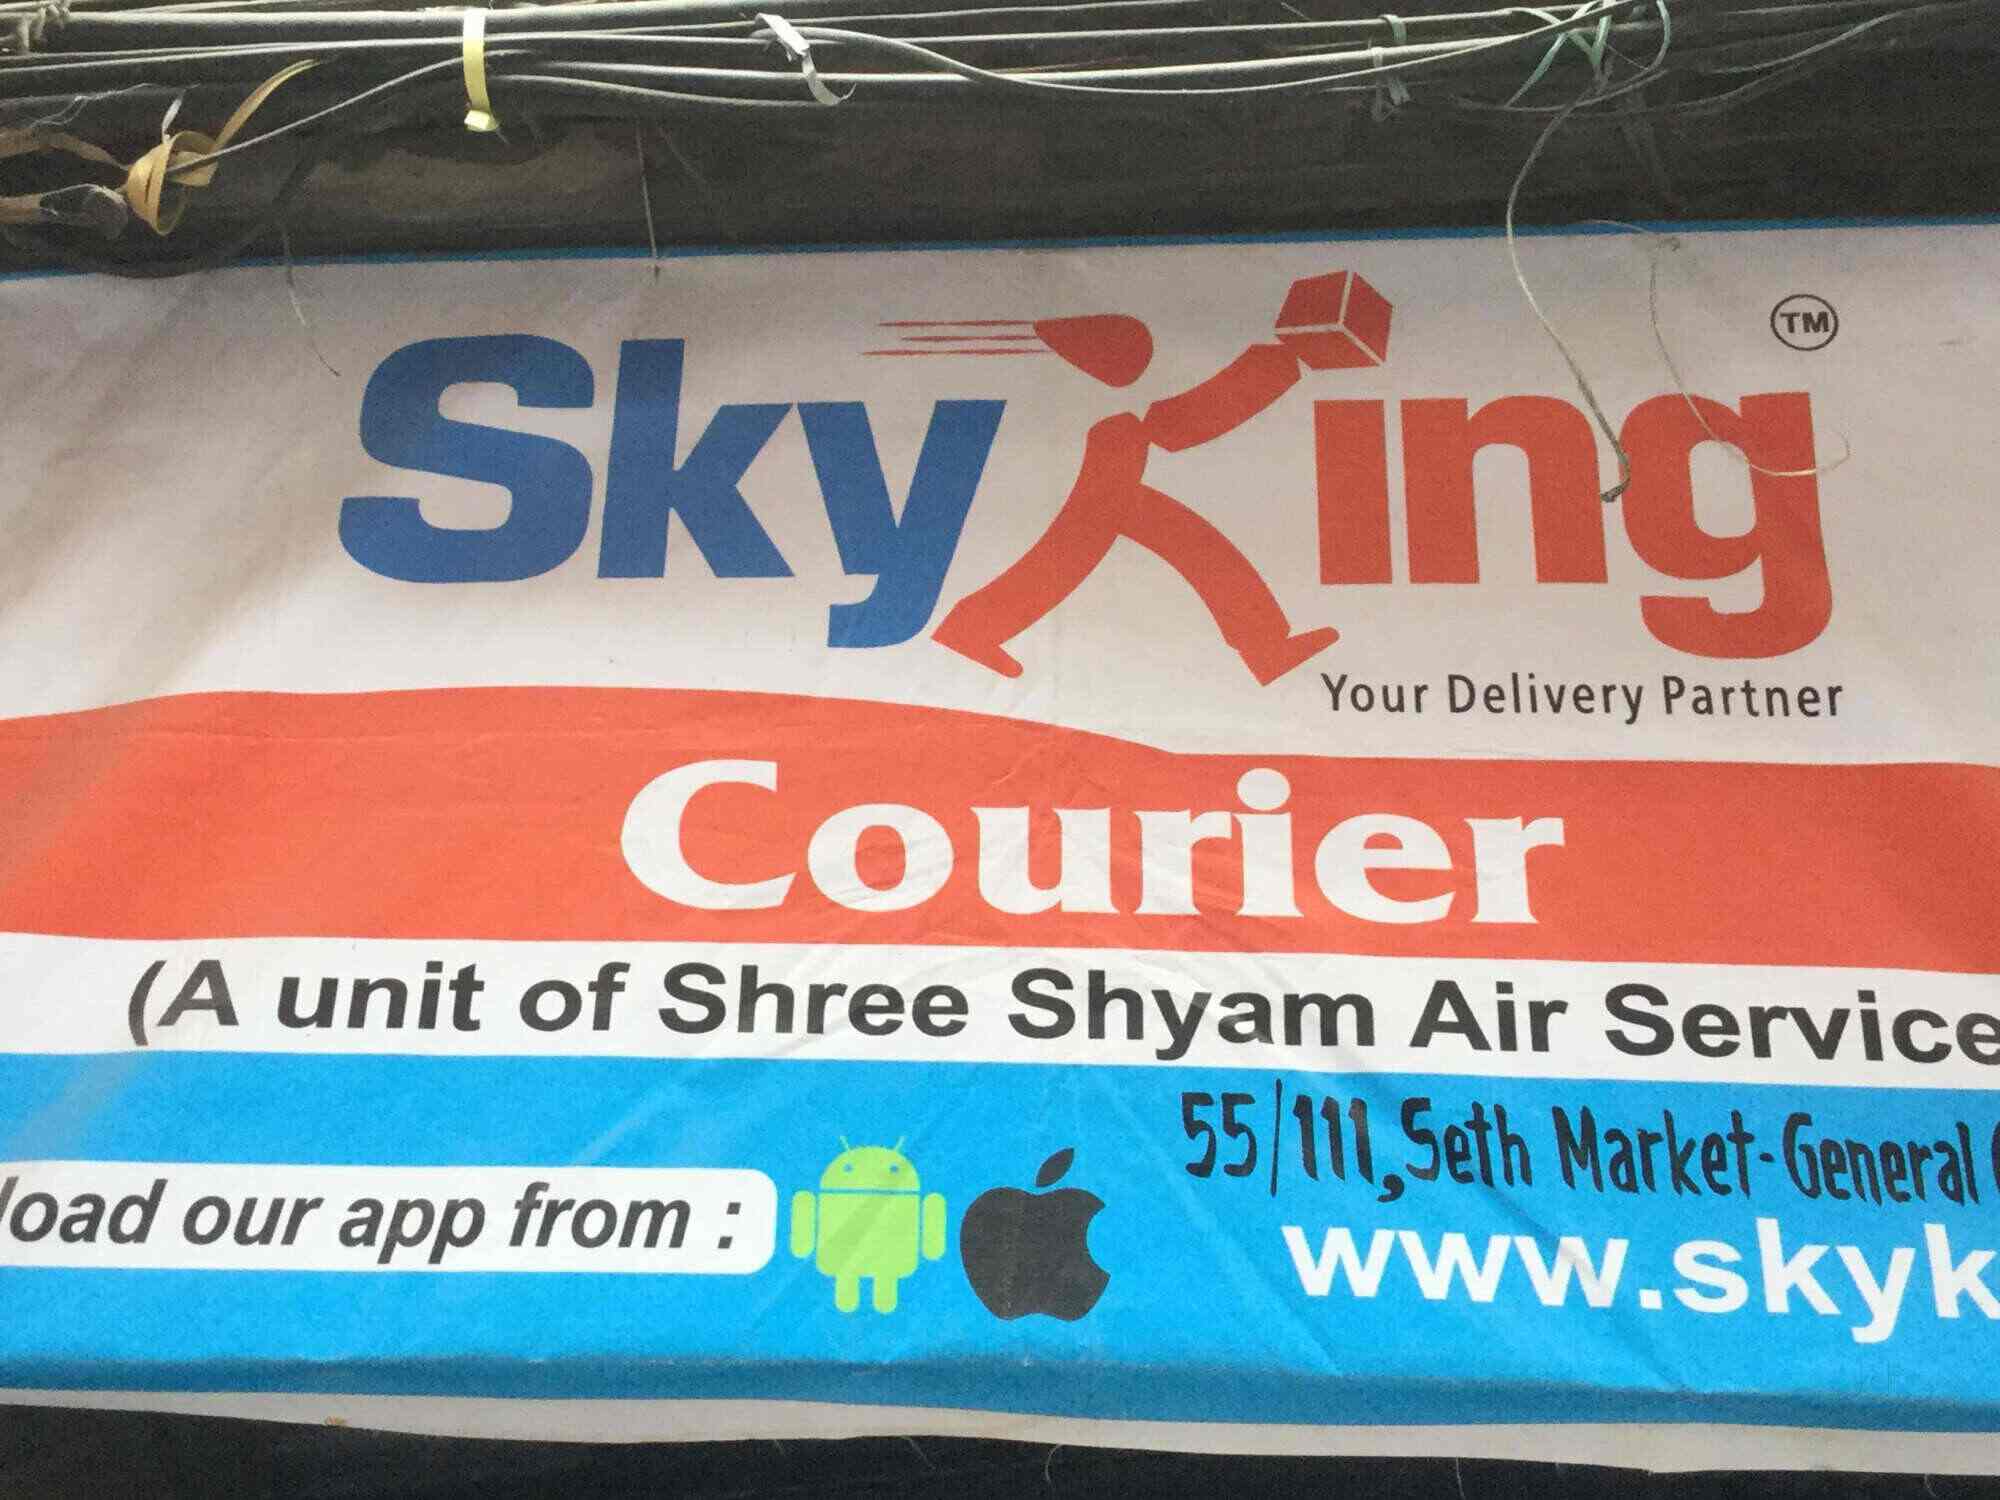 SkyKing TM
Your Delivery Partner
Courier
(A unit of Shree Shyam Air Service
load our app from :
55/111, Seth Market-General
www.skyk